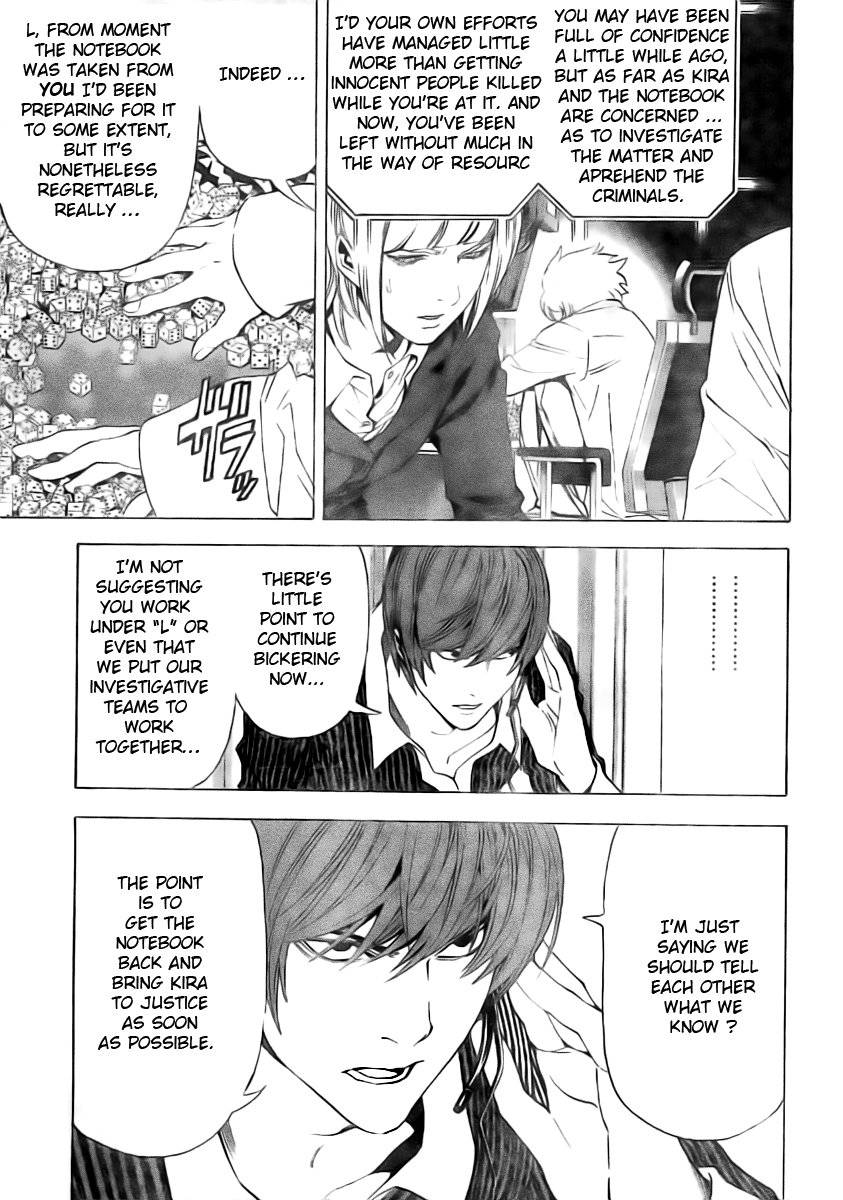 YOU MAY HAVE BEEN
FULL OF CONFIDENCE
A LITTLE WHILE AGO,
BUT AS FAR AS KIRA
AND THE NOTEBOOK
ARE CONCERNED ...
AS TO INVESTIGATE
THE MATTER AND
APREHEND THE
CRIMINALS.
I'D YOUR OWN EFFORTS
HAVE MANAGED LITTLE
MORE THAN GETTING
INNOCENT PEOPLE KILLED
WHILE YOU'RE AT IT. AND
NOW, YOU'VE BEEN
LEFT WITHOUT MUCH IN
THE WAY OF RESOURC
INDEED ...
L, FROM MOMENT
THE NOTEBOOK
WAS TAKEN FROM
YOU I'D BEEN
PREPARING FOR IT
TO SOME EXTENT,
BUT IT'S
NONETHELESS
REGRETTABLE,
REALLY ...
ザラ
............
............
THERE'S
LITTLE
POINT TO
CONTINUE
BICKERING
NOW...
I'M NOT
SUGGESTING
YOU WORK
UNDER "L" OR
EVEN THAT
WE PUT OUR
INVESTIGATIVE
TEAMS TO
WORK
TOGETHER...
I'M JUST
SAYING WE
SHOULD TELL
EACH OTHER
WHAT WE
KNOW ?
THE POINT
IS TO
GET THE
NOTEBOOK
BACK AND
BRING KIRA
TO JUSTICE
AS SOON
AS POSSIBLE.